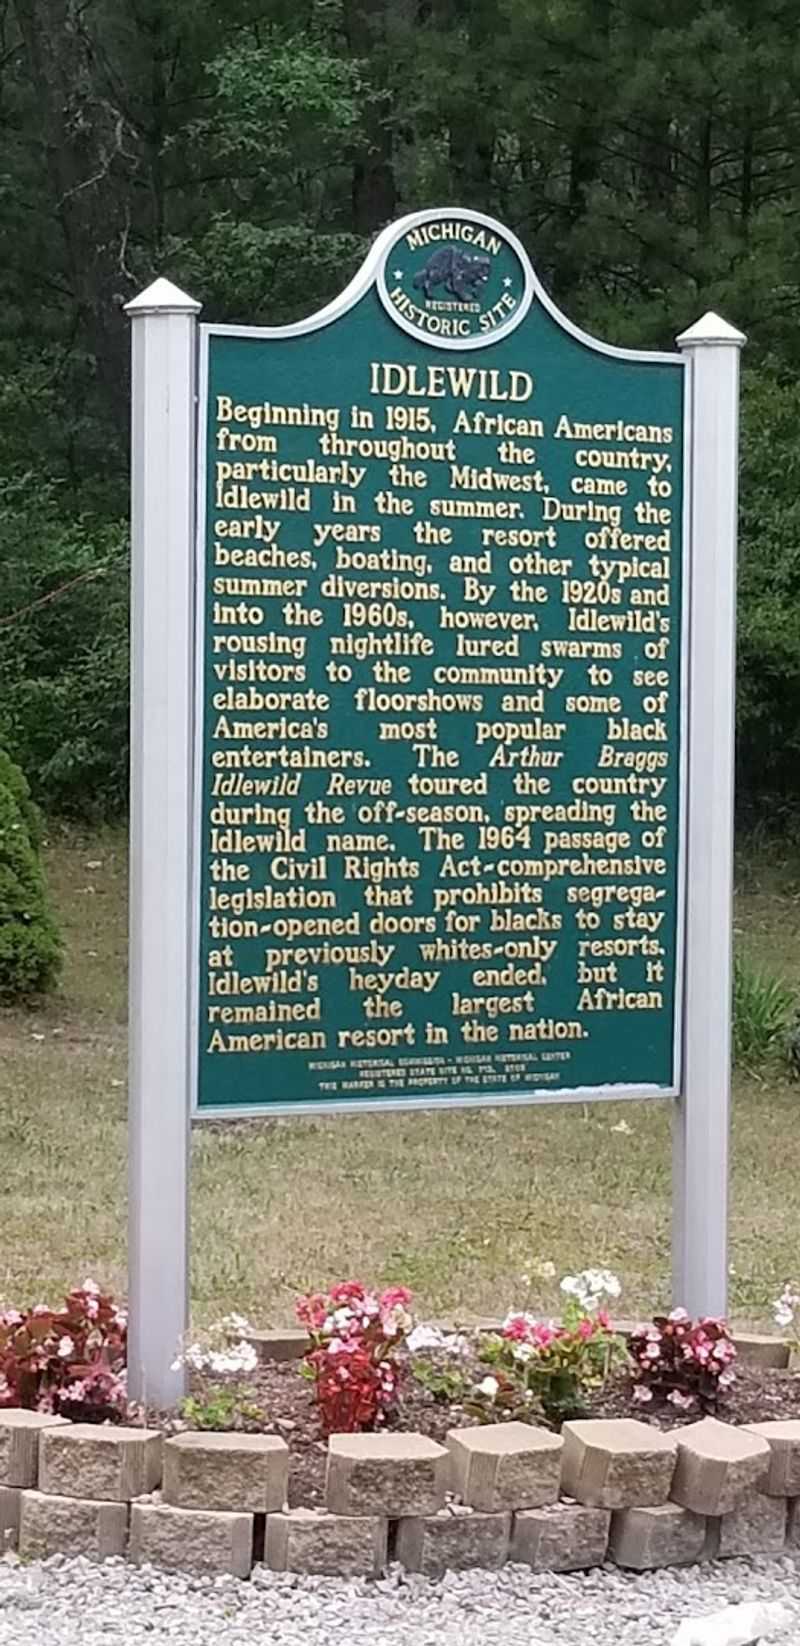 MICHIGAN
REGISTERED
HISTORIC SITE
IDLEWILD
Beginning in 1915, African Americans
from throughout the country,
particularly the Midwest, came to
Idlewild in the summer. During the
early years the resort offered
beaches, boating, and other typical
summer diversions. By the 1920s and
into the 1960s, however, Idlewild's
rousing nightlife lured swarms of
visitors to the community to see
elaborate floorshows and some of
America's most popular black
entertainers. The Arthur Braggs
Idlewild Revue toured the country
during the off-season, spreading the
Idlewild name. The 1964 passage of
the Civil Rights Act-comprehensive
legislation that prohibits segrega-
tion-opened doors for blacks to stay
at previously whites-only resorts.
Idlewild's heyday ended, but it
remained the largest African
American resort in the nation.
MICHIGAN HISTORICAL COMMISSION - MICHIGAN HISTORICAL CENTER
REGISTERED STATE SITE NO.
THIS MARKER IS THE PROPERTY OF THE STATE OF MICHIGAN